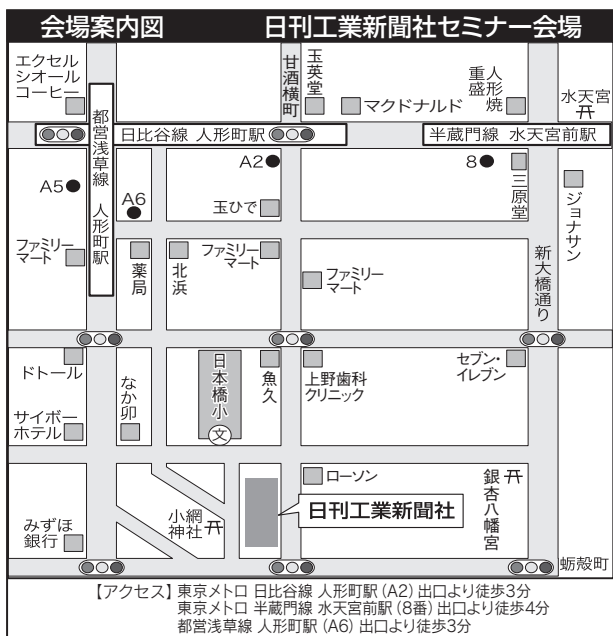 会場案内図 日刊工業新聞社セミナー会場
エクセル
シオール
コーヒー
都営浅草線 人形町駅
甘酒横町
玉英堂
マクドナルド
重盛
人形焼
水天宮
日比谷線 人形町駅
半蔵門線 水天宮前駅
A5
A6
A2
8
三原堂
ジョナサン
玉ひで
ファミリー
マート
薬局
北浜
ファミリー
マート
ファミリー
マート
新大橋通り
ドトール
なか卯
日本橋小
文
魚久
上野歯科
クリニック
セブン・
イレブン
サイボー
ホテル
ローソン
銀杏八幡宮
日刊工業新聞社
小網
神社
みずほ
銀行
蛎殻町
【アクセス】東京メトロ 日比谷線 人形町駅(A2)出口より徒歩3分
東京メトロ 半蔵門線 水天宮前駅(8番)出口より徒歩4分
都営浅草線 人形町駅(A6)出口より徒歩3分